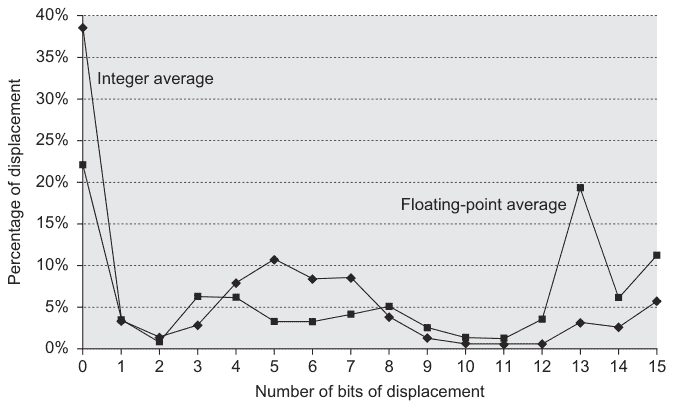 40%
35%
30%
25%
20%
15%
10%
5%
0%
Percentage of displacement
Integer average
Floating-point average
0 1 2 3 4 5 6 7 8 9 10 11 12 13 14 15
Number of bits of displacement